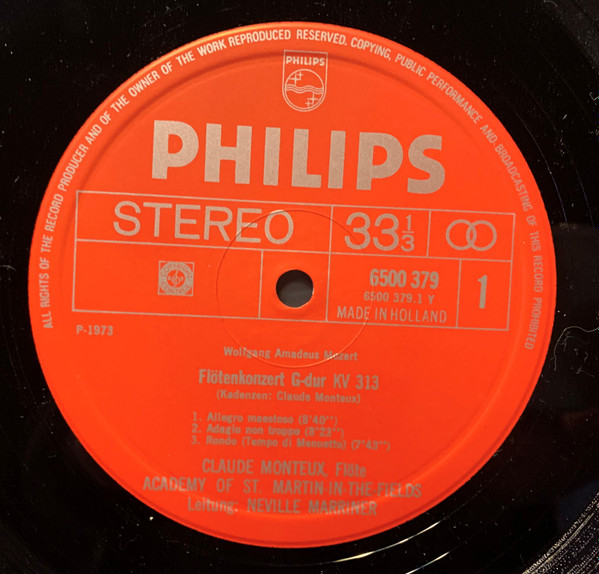 ALL RIGHTS OF THE RECORD PRODUCER AND OF THE OWNER OF THE WORK REPRODUCED RESERVED. COPYING, PUBLIC PERFORMANCE AND BROADCASTING OF THIS RECORD PROHIBITED
PHILIPS
PHILIPS
STEREO
33 1/3
6500 379
6500 379.1 Y
MADE IN HOLLAND
1
P-1973
Wolfgang Amadeus Mozart
Flötenkonzert G-dur KV 313
(Kadenzen: Claude Monteux)
1. Allegro maestoso (8'40'')
2. Adagio non troppo (8'23'')
3. Rondo (Tempo di Menuetto) (7'43'')
CLAUDE MONTEUX, Flöte
ACADEMY OF ST. MARTIN-IN-THE-FIELDS
Leitung: NEVILLE MARRINER